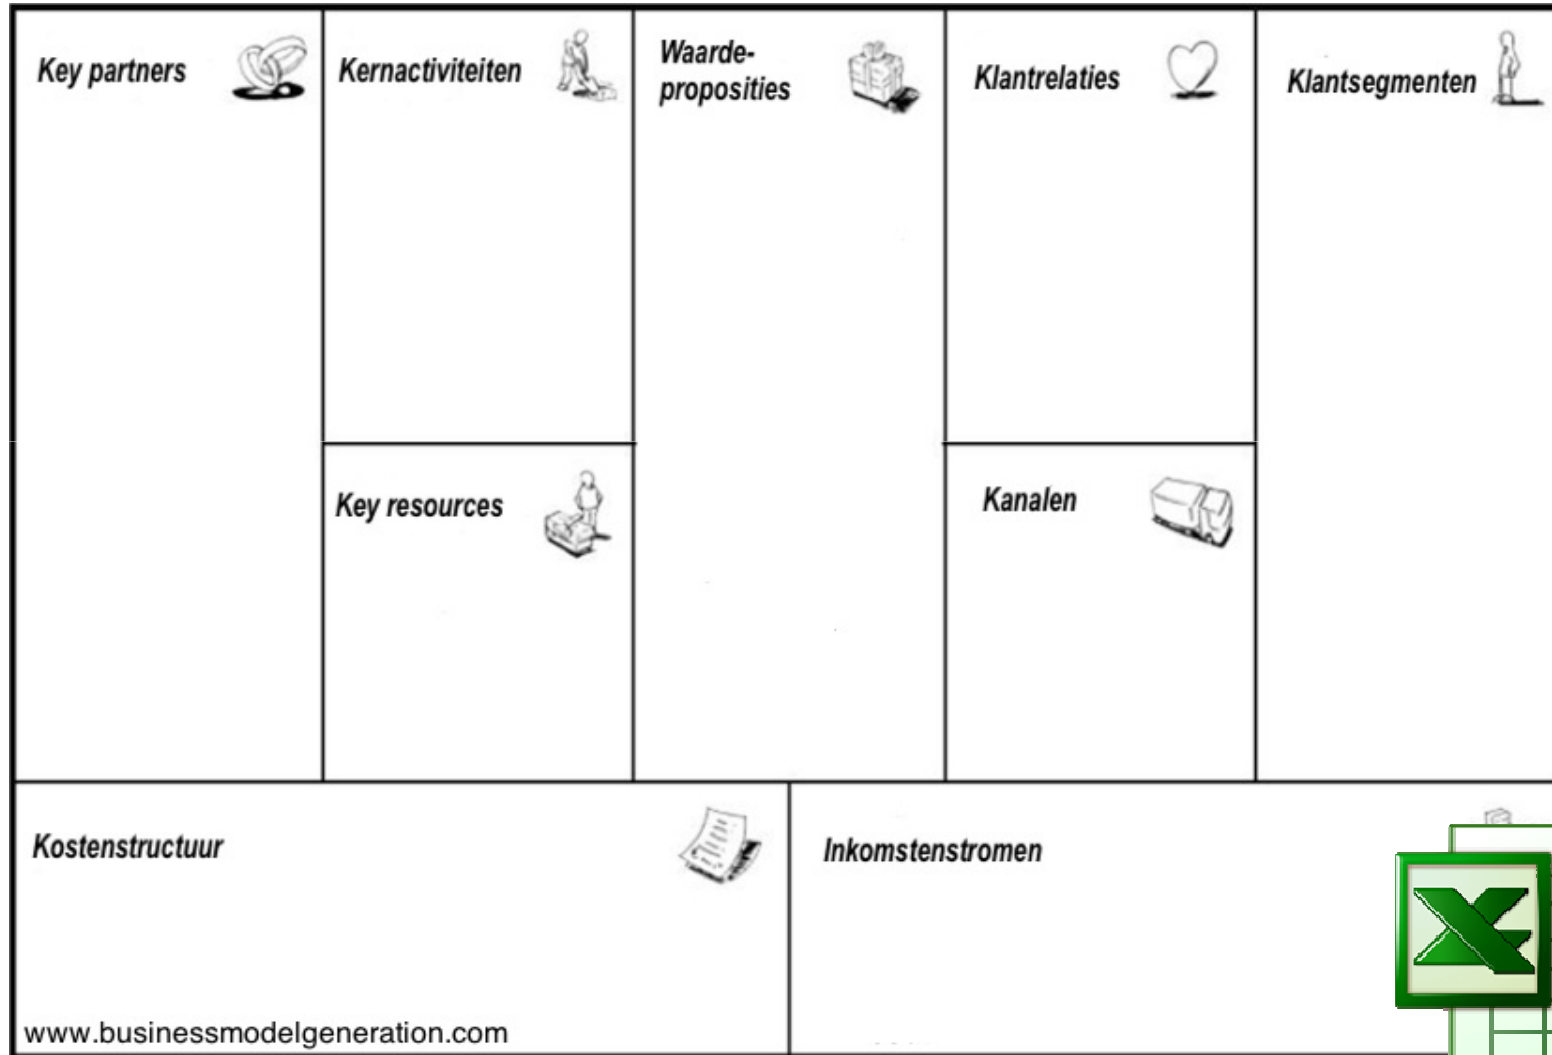 Key partners
Kernactiviteiten
Waarde-
proposities
Klantrelaties
Klantsegmenten
Key resources
Kanalen
Kostenstructuur
Inkomstenstromen
www.businessmodelgeneration.com